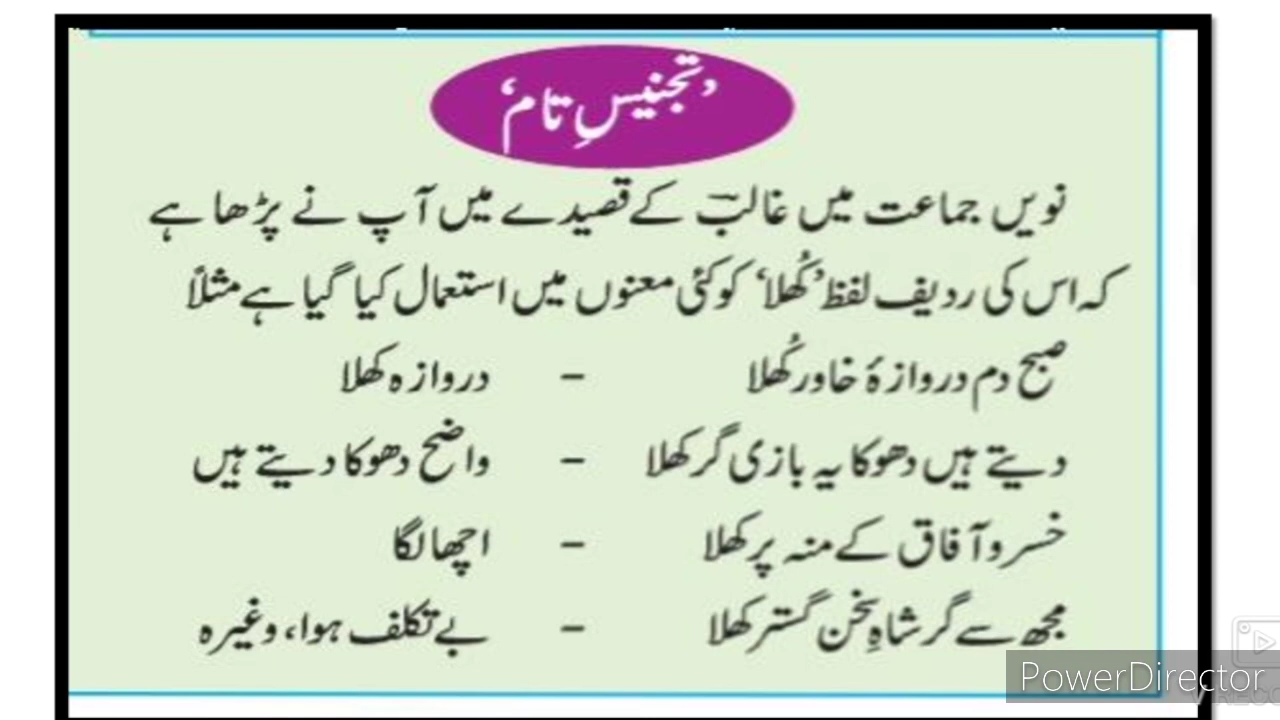 ’تجنیسِ تام‘
نویں جماعت میں غالبؔ کے قصیدے میں آپ نے پڑھا ہے
کہ اس کی ردیف لفظ ’کُھلا‘ کو کئی معنوں میں استعمال کیا گیا ہے مثلاً
صبح دم دروازۂ خاور کُھلا – دروازہ کھلا
دیتے ہیں دھوکا یہ بازی گر کھلا – واضح دھوکا دیتے ہیں
خسرو آفاق کے منہ پر کھلا – اچھا لگا
مجھ سے گر شاہِ سخن گستر کھلا – بے تکلف ہوا، وغیرہ
PowerDirector